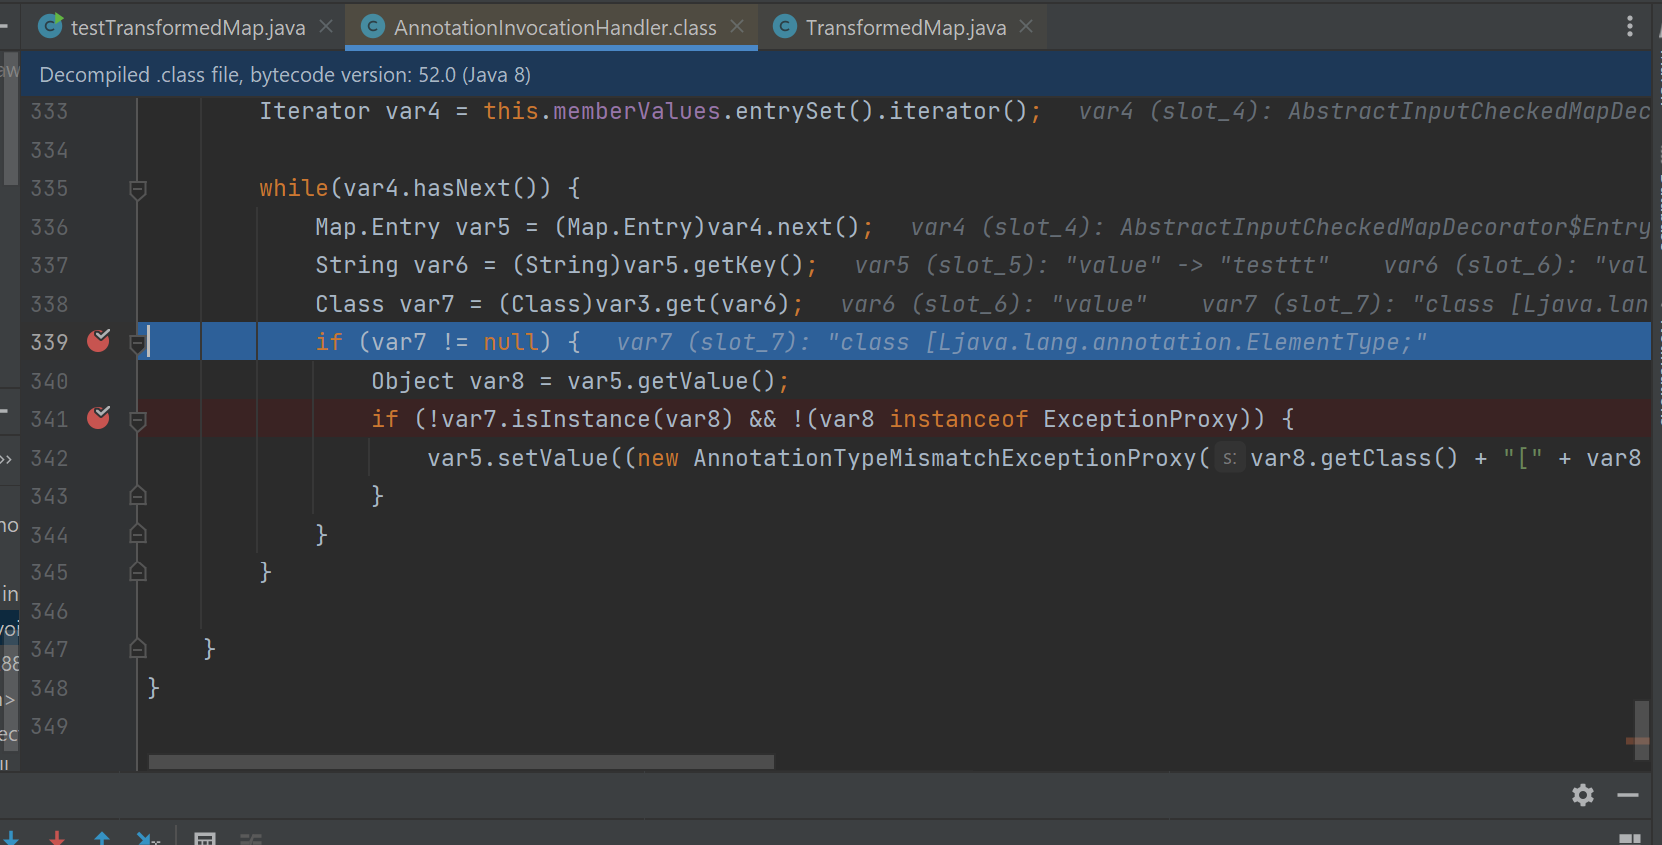 testTransformedMap.java AnnotationInvocationHandler.class TransformedMap.java
Decompiled .class file, bytecode version: 52.0 (Java 8)
333 Iterator var4 = this.memberValues.entrySet().iterator(); var4 (slot_4): AbstractInputCheckedMapDec
334
335 while(var4.hasNext()) {
336 Map.Entry var5 = (Map.Entry)var4.next(); var4 (slot_4): AbstractInputCheckedMapDecorator$Entry
337 String var6 = (String)var5.getKey(); var5 (slot_5): "value" -> "testtt" var6 (slot_6): "val
338 Class var7 = (Class)var3.get(var6); var6 (slot_6): "value" var7 (slot_7): "class [Ljava.lan
339 if (var7 != null) { var7 (slot_7): "class [Ljava.lang.annotation.ElementType;"
340 Object var8 = var5.getValue();
341 if (!var7.isInstance(var8) && !(var8 instanceof ExceptionProxy)) {
342 var5.setValue((new AnnotationTypeMismatchExceptionProxy( s: var8.getClass() + "[" + var8
343 }
344 }
345 }
346
347 }
348 }
349